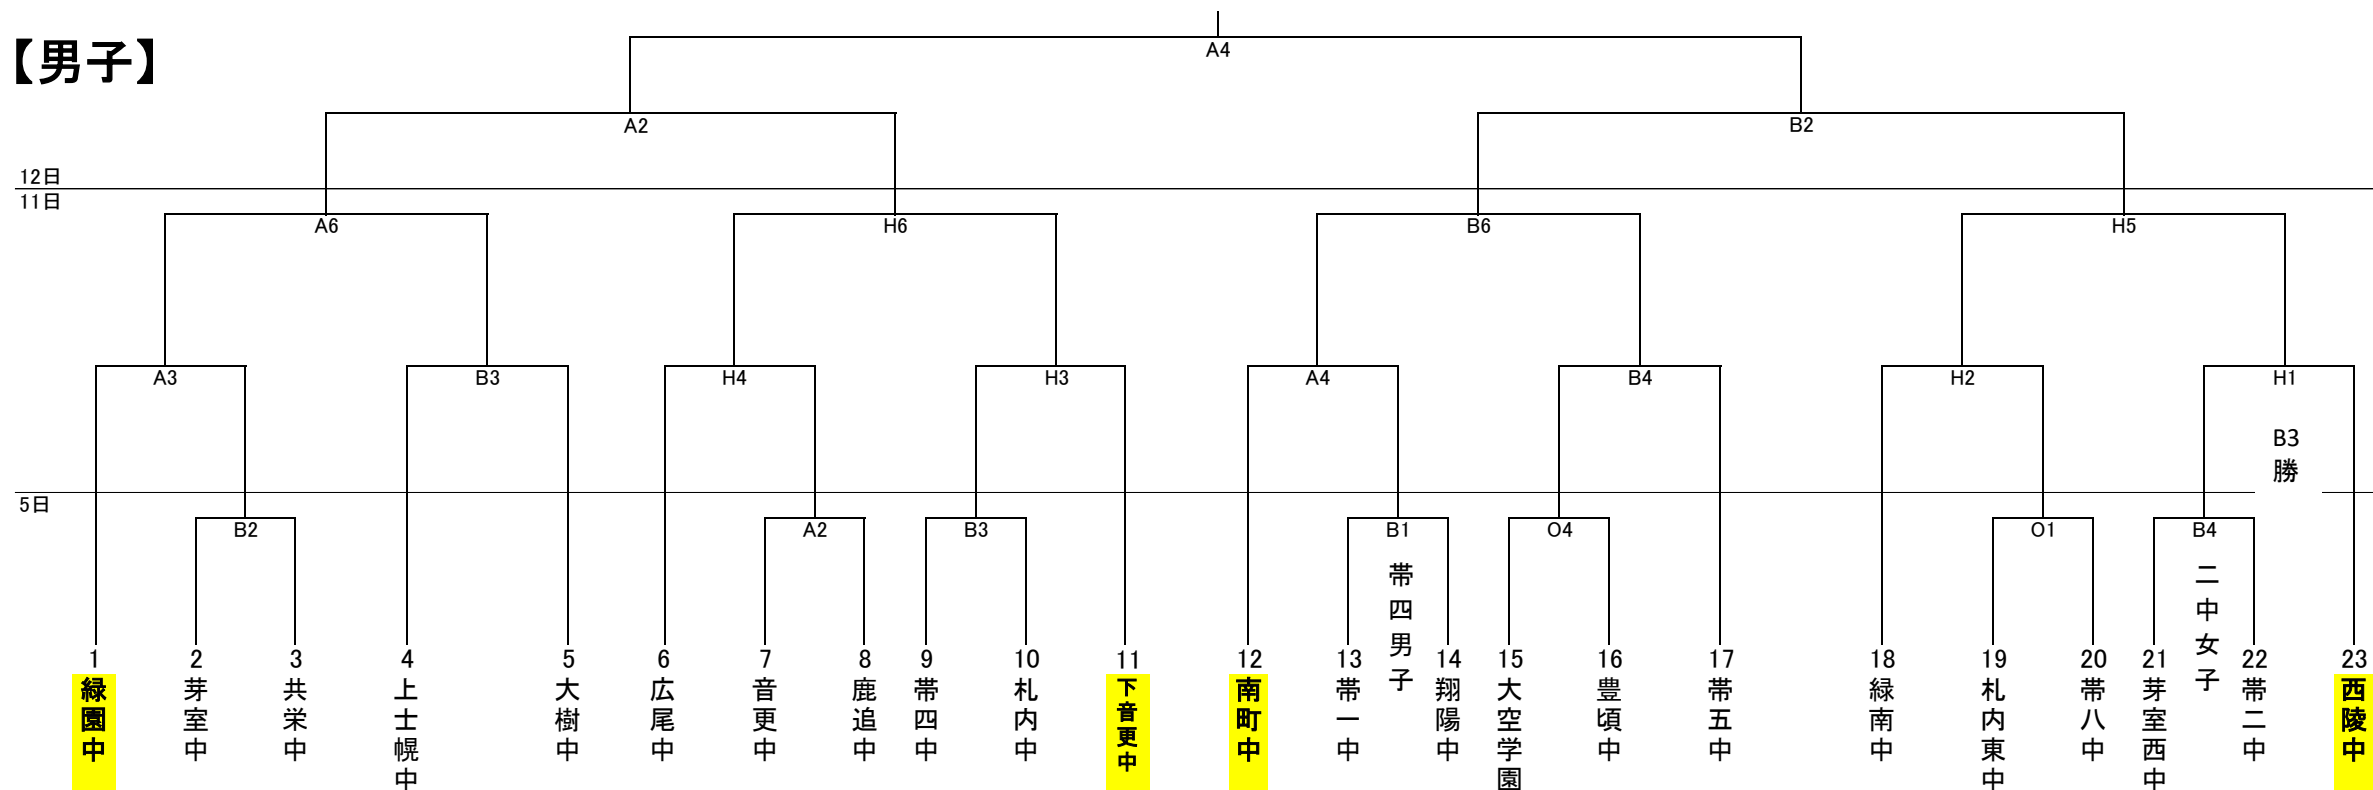 【男子】
A4
A2
B2
12日
11日
A6
H6
B6
H5
A3
B3
H4
H3
A4
B4
H2
H1
B3
勝
5日
B2
A2
B3
B1
O4
O1
B4
帯四男子
二中女子
1
緑園中
2
芽室中
3
共栄中
4
上士幌中
5
大樹中
6
広尾中
7
音更中
8
鹿追中
9
帯四中
10
札内中
11
下音更中
12
南町中
13
帯一中
14
翔陽中
15
大空学園
16
豊頃中
17
帯五中
18
緑南中
19
札内東中
20
帯八中
21
芽室西中
22
帯二中
23
西陵中